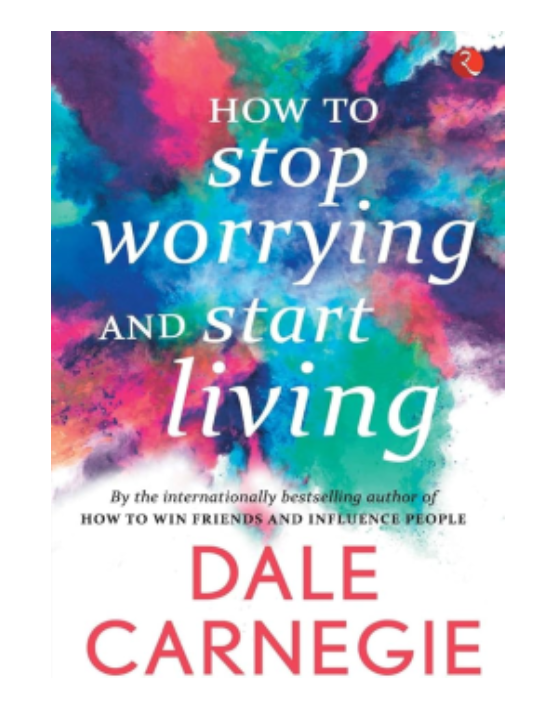 HOW TO
stop
worrying
AND start
living
By the internationally bestselling author of
HOW TO WIN FRIENDS AND INFLUENCE PEOPLE
DALE
CARNEGIE